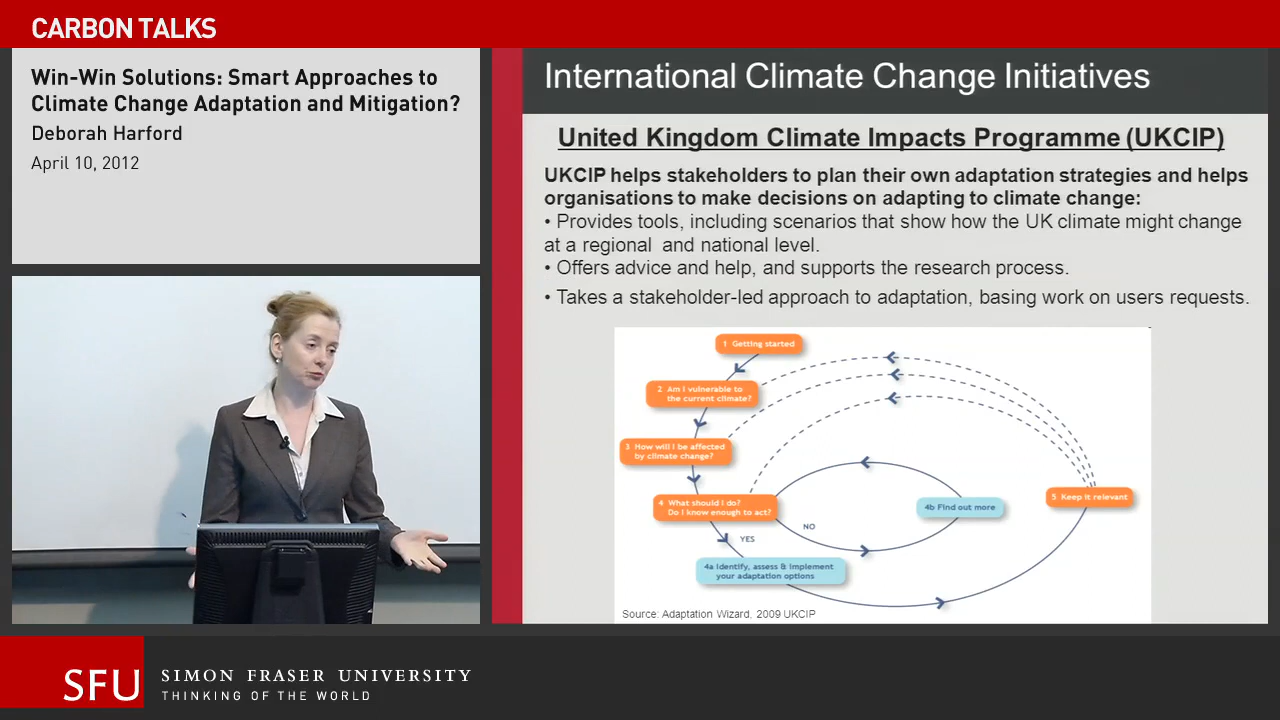 CARBON TALKS
Win-Win Solutions: Smart Approaches to
Climate Change Adaptation and Mitigation?
Deborah Harford
April 10, 2012
International Climate Change Initiatives
United Kingdom Climate Impacts Programme (UKCIP)
UKCIP helps stakeholders to plan their own adaptation strategies and helps
organisations to make decisions on adapting to climate change:
• Provides tools, including scenarios that show how the UK climate might change
at a regional and national level.
• Offers advice and help, and supports the research process.
• Takes a stakeholder-led approach to adaptation, basing work on users requests.
1 Getting started
2 Am I vulnerable to
the current climate?
3 How will I be affected
by climate change?
4 What should I do?
Do I know enough to act?
NO
YES
4b Find out more
5 Keep it relevant
4a Identify, assess & implement
your adaptation options
Source: Adaptation Wizard, 2009 UKCIP
SFU
SIMON FRASER UNIVERSITY
THINKING OF THE WORLD